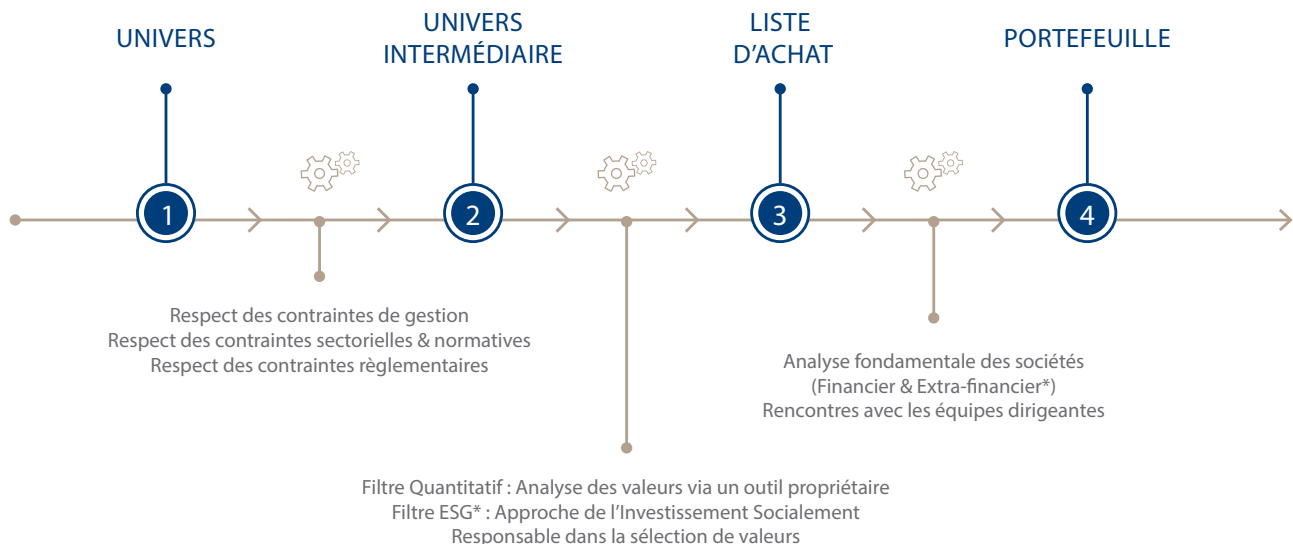 UNIVERS
UNIVERS
INTERMÉDIAIRE
LISTE
D'ACHAT
PORTEFEUILLE
1
2
3
4
Respect des contraintes de gestion
Respect des contraintes sectorielles & normatives
Respect des contraintes règlementaires
Analyse fondamentale des sociétés
(Financier & Extra-financier*)
Rencontres avec les équipes dirigeantes
Filtre Quantitatif : Analyse des valeurs via un outil propriétaire
Filtre ESG* : Approche de l'Investissement Socialement
Responsable dans la sélection de valeurs